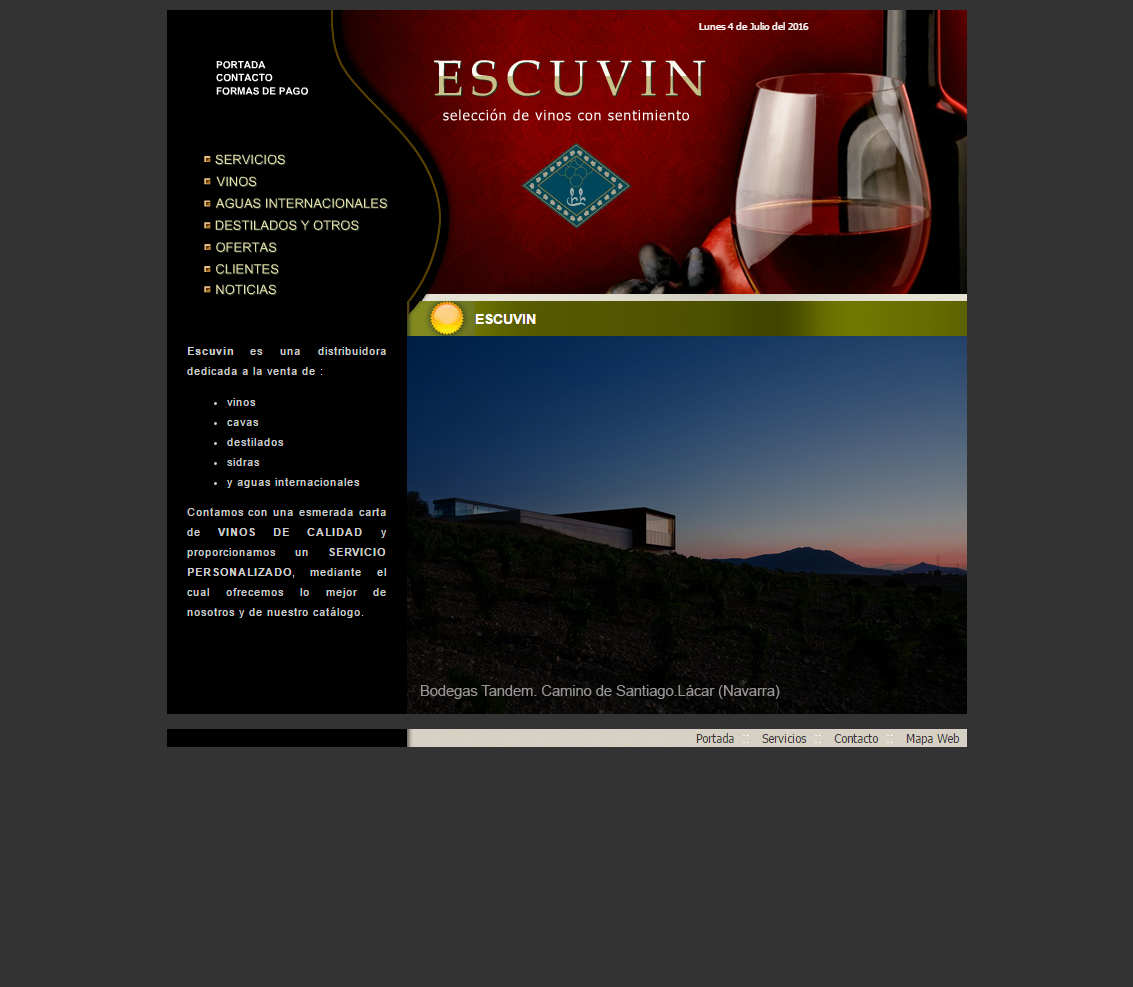 Lunes 4 de Julio del 2016
PORTADA
CONTACTO
FORMAS DE PAGO
ESCUVIN
selección de vinos con sentimiento
SERVICIOS
VINOS
AGUAS INTERNACIONALES
DESTILADOS Y OTROS
OFERTAS
CLIENTES
NOTICIAS
ESCUVIN
Escuvin es una distribuidora
dedicada a la venta de :
vinos
cavas
destilados
sidras
y aguas internacionales
Contamos con una esmerada carta
de VINOS DE CALIDAD y
proporcionamos un SERVICIO
PERSONALIZADO, mediante el
cual ofrecemos lo mejor de
nosotros y de nuestro catálogo.
Bodegas Tandem. Camino de Santiago.Lácar (Navarra)
Portada :: Servicios :: Contacto :: Mapa Web